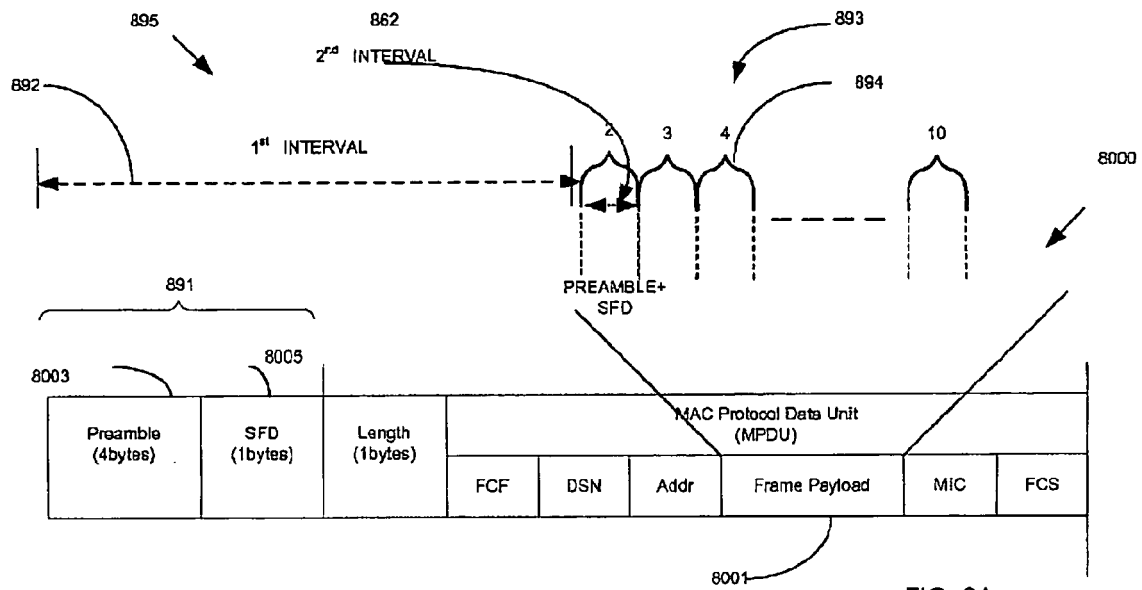 895
862
893
2nd INTERVAL
892
894
2
3
4
10
1st INTERVAL
8000
PREAMBLE+
SFD
891
8003
8005
Preamble
(4bytes)
SFD
(1bytes)
Length
(1bytes)
MAC Protocol Data Unit
(MPDU)
FCF
DSN
Addr
Frame Payload
MIC
FCS
8001